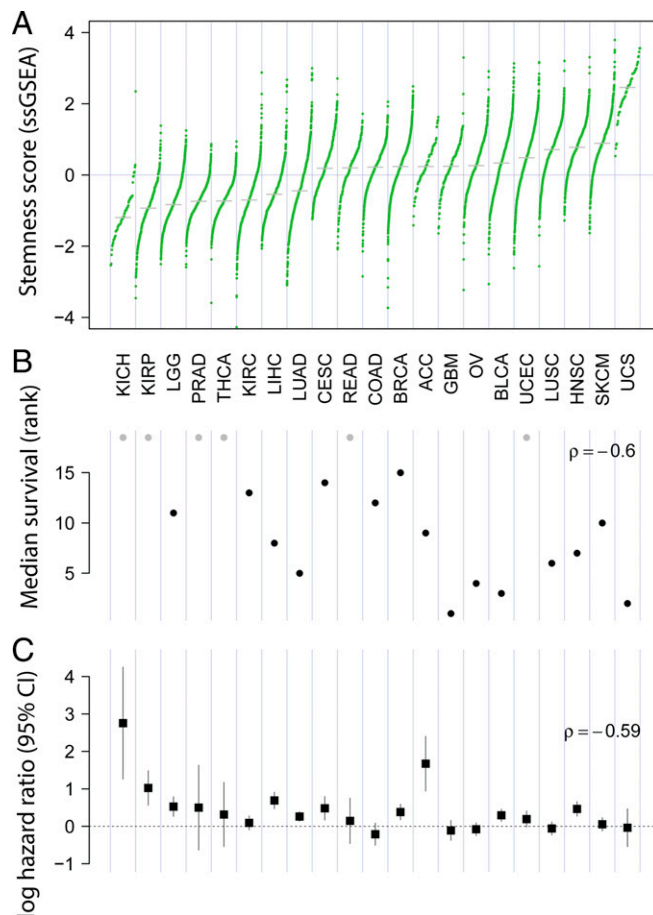 A
Stemness score (ssGSEA)
4
2
0
−2
−4
KICH KIRP LGG PRAD THCA KIRC LIHC LUAD CESC READ COAD BRCA ACC GBM OV BLCA UCEC LUSC HNSC SKCM UCS
B
Median survival (rank)
15
10
5
ρ = −0.6
C
log hazard ratio (95% CI)
4
3
2
1
0
−1
ρ = −0.59